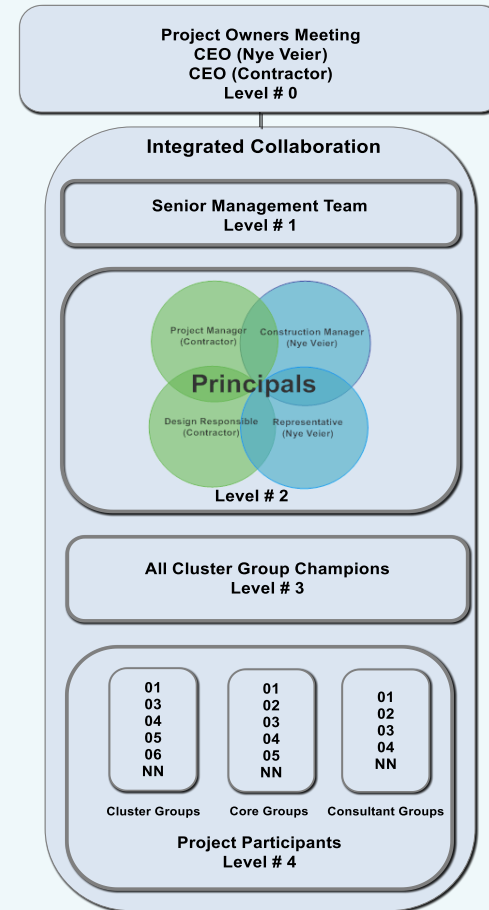 Project Owners Meeting
CEO (Nye Veier)
CEO (Contractor)
Level # 0
Integrated Collaboration
Senior Management Team
Level # 1
Project Manager
(Contractor)
Construction Manager
(Nye Veier)
Principals
Design Responsible
(Contractor)
Representative
(Nye Veier)
Level # 2
All Cluster Group Champions
Level # 3
01
03
04
05
06
NN
Cluster Groups
01
02
03
04
05
NN
Core Groups
01
02
03
04
NN
Consultant Groups
Project Participants
Level # 4